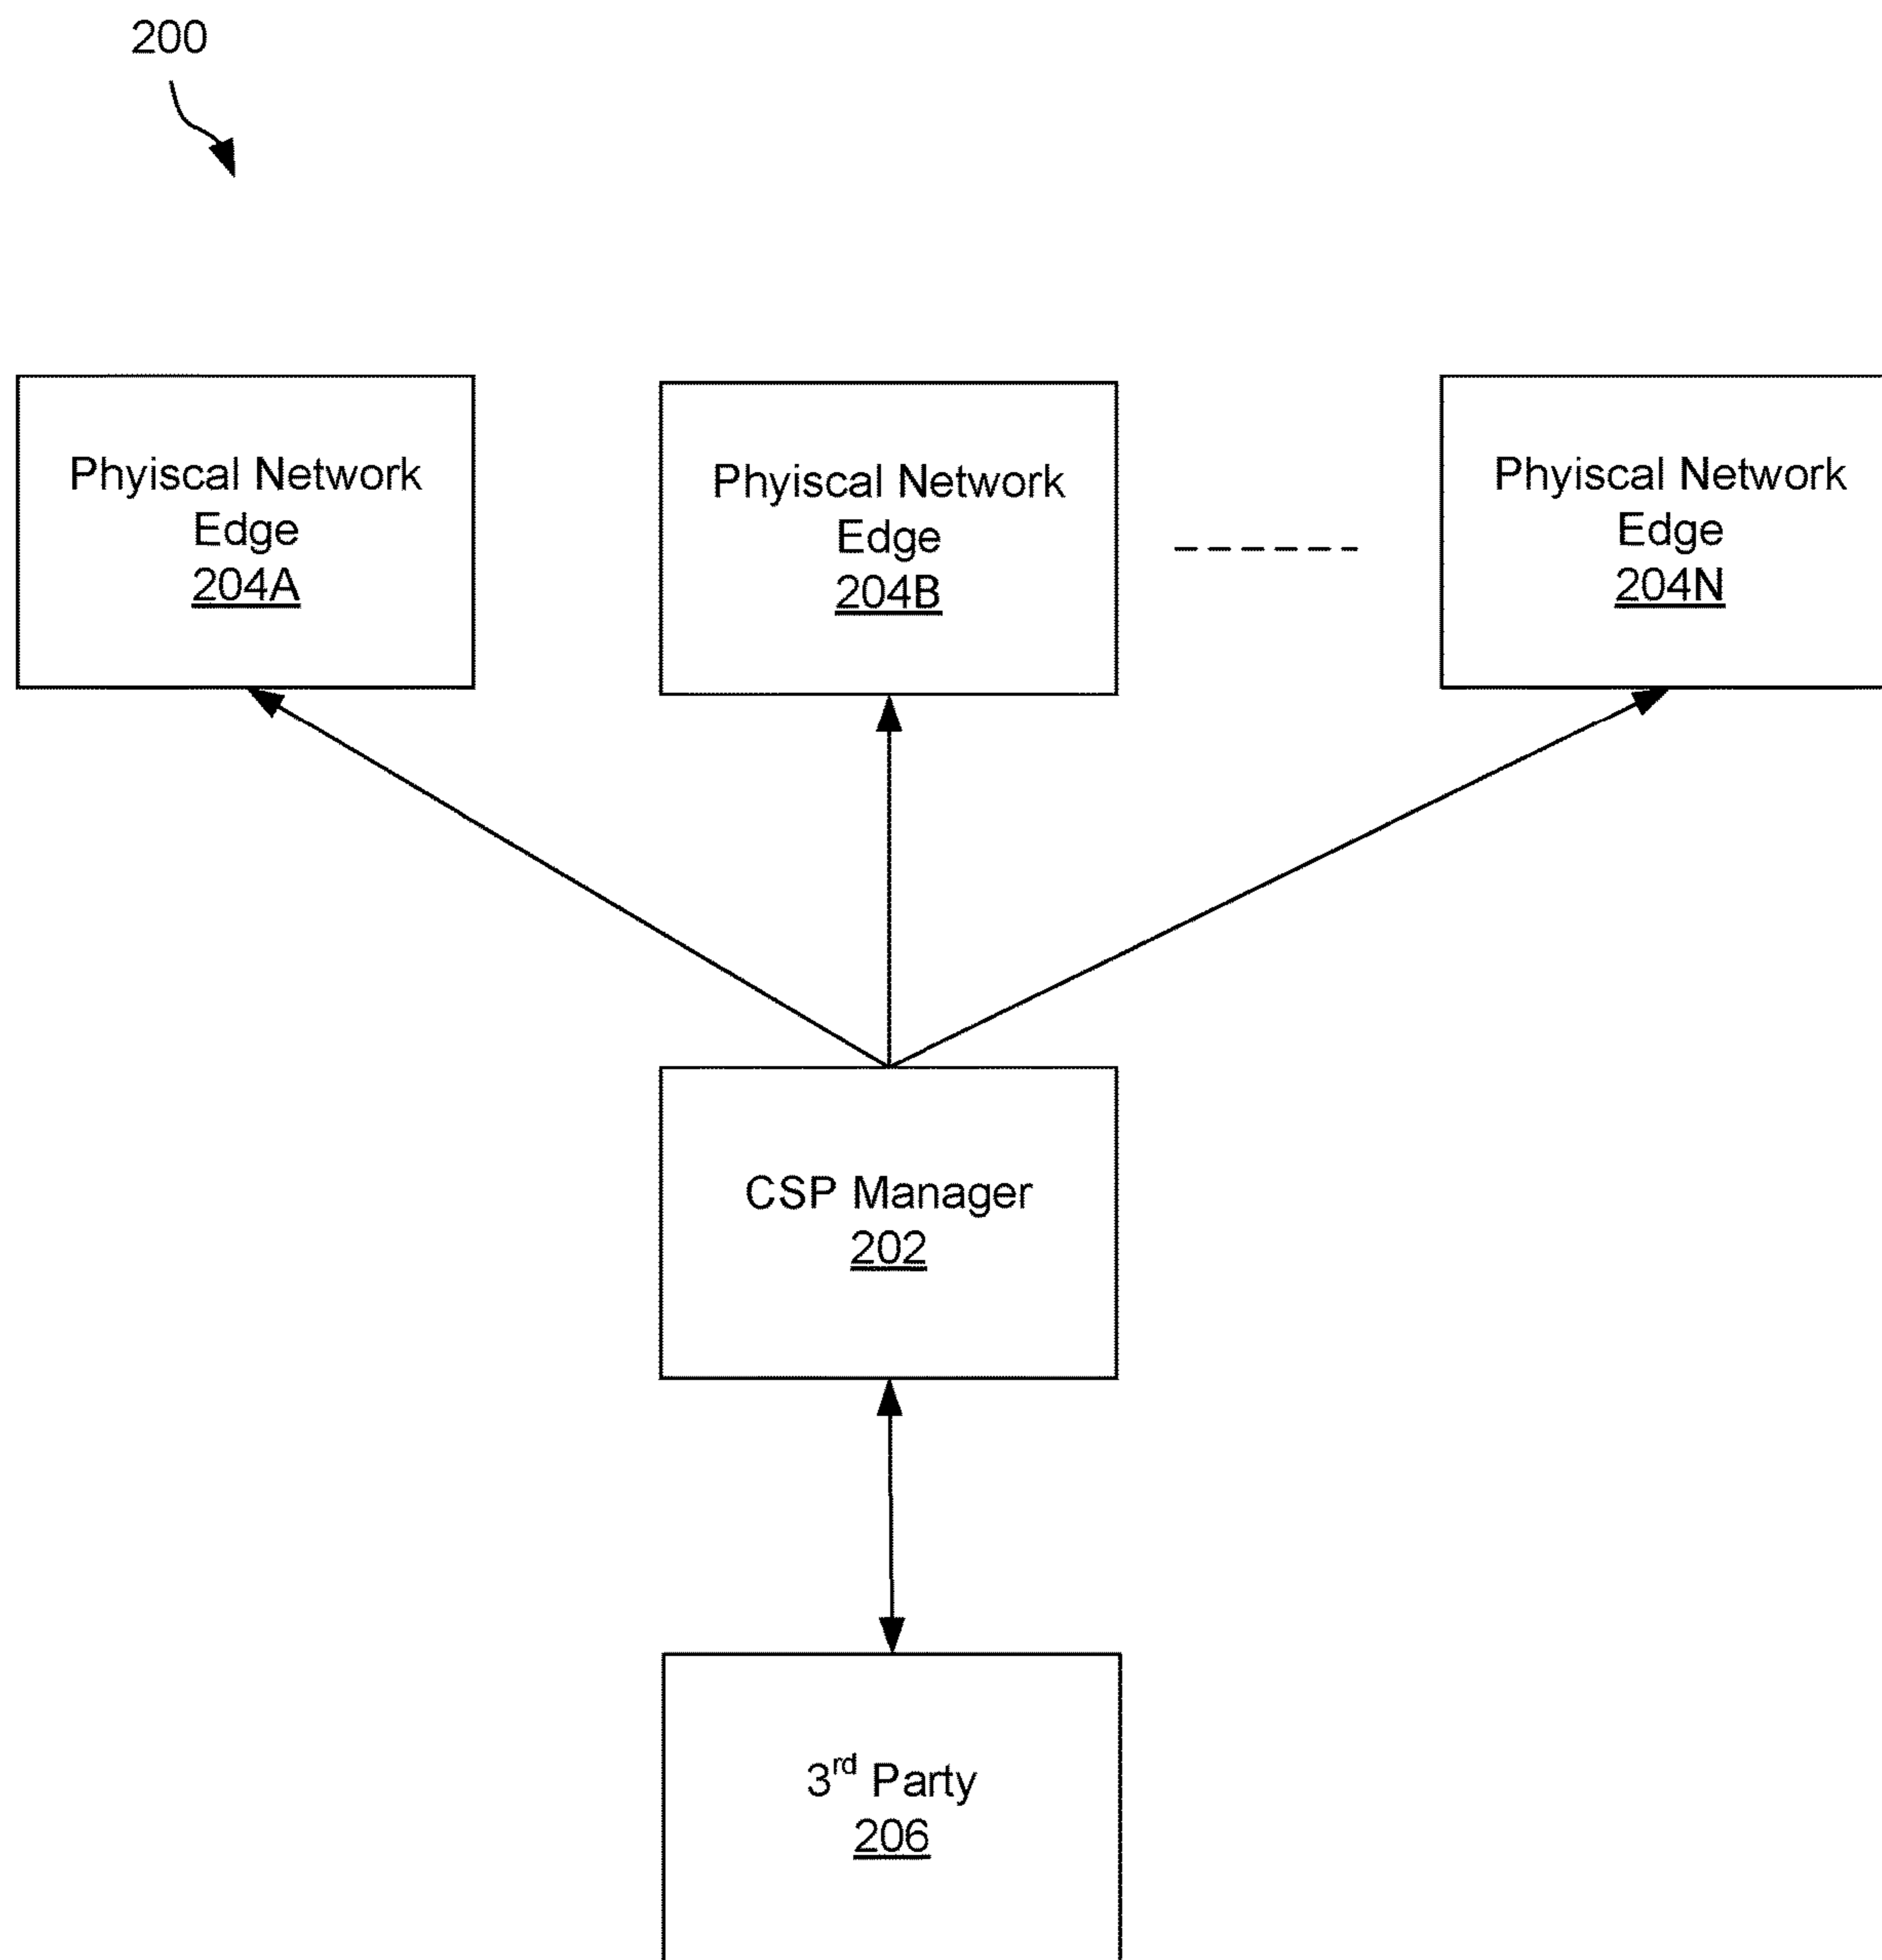 200
Phyiscal Network
Edge
204A
Phyiscal Network
Edge
204B
Phyiscal Network
Edge
204N
CSP Manager
202
3rd Party
206